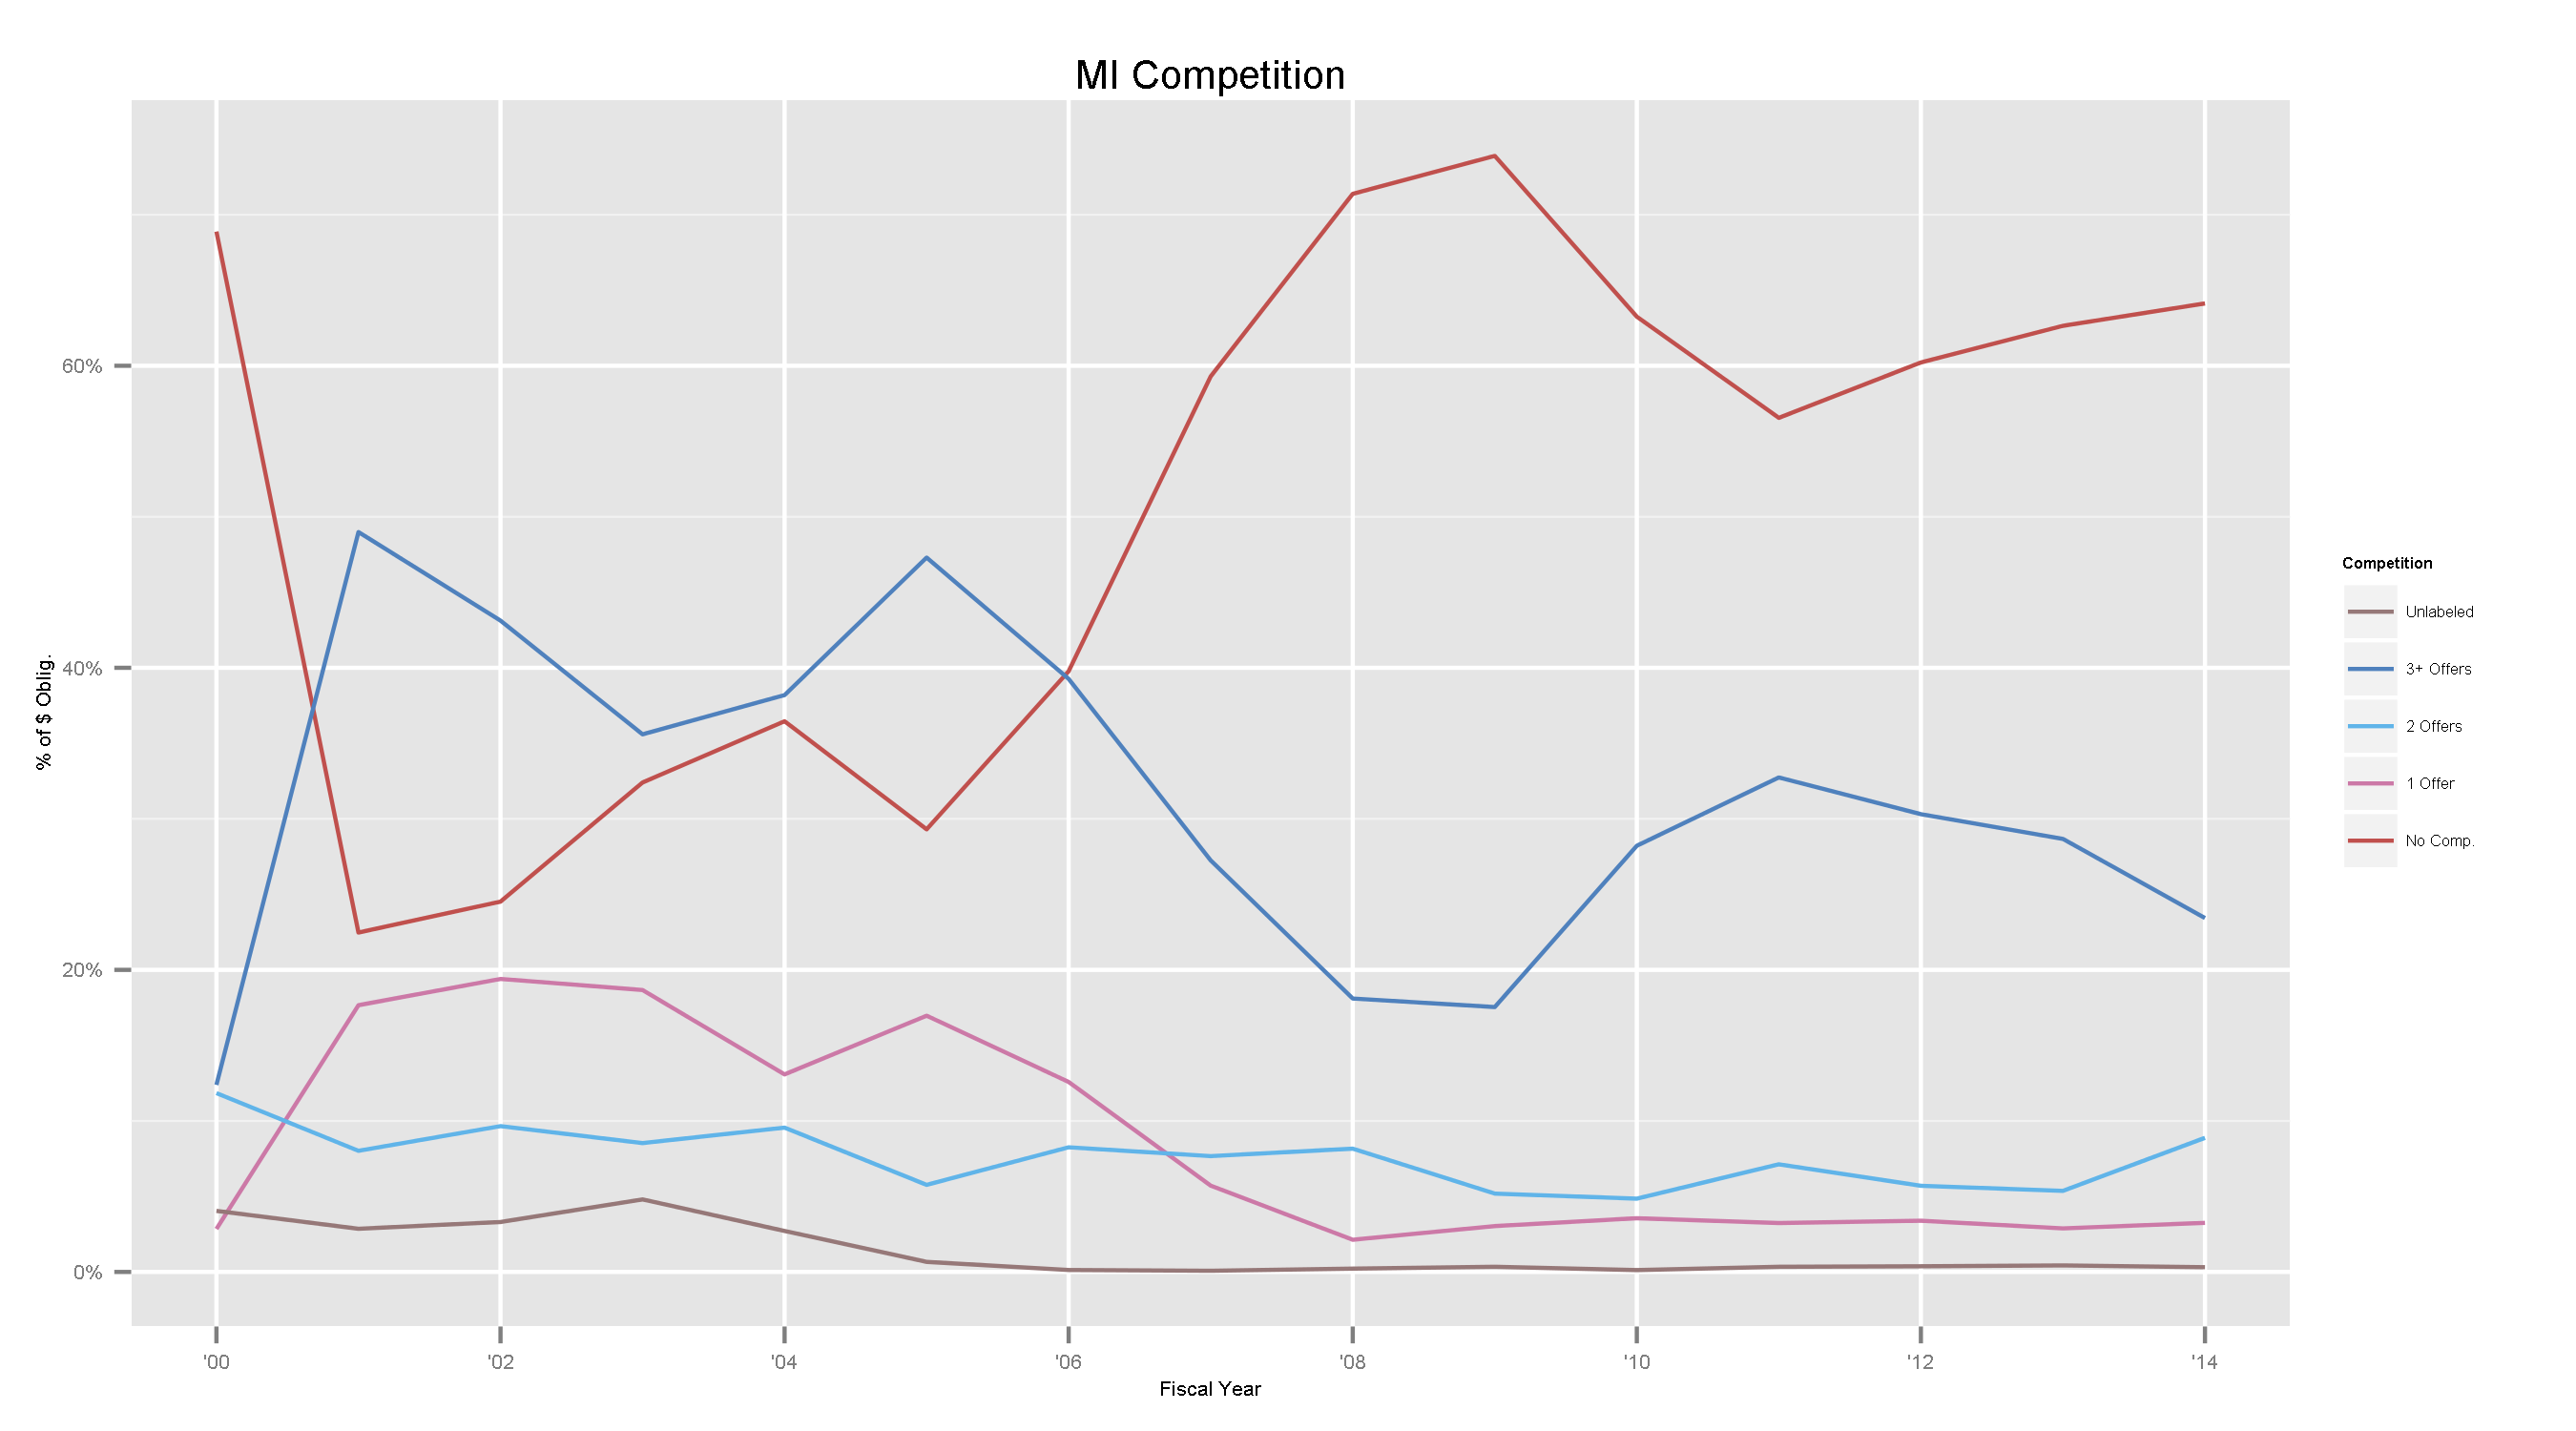 MI Competition
60%
40%
20%
0%
% of $ Oblig.
'00 '02 '04 '06 '08 '10 '12 '14
Fiscal Year
Competition
Unlabeled
3+ Offers
2 Offers
1 Offer
No Comp.